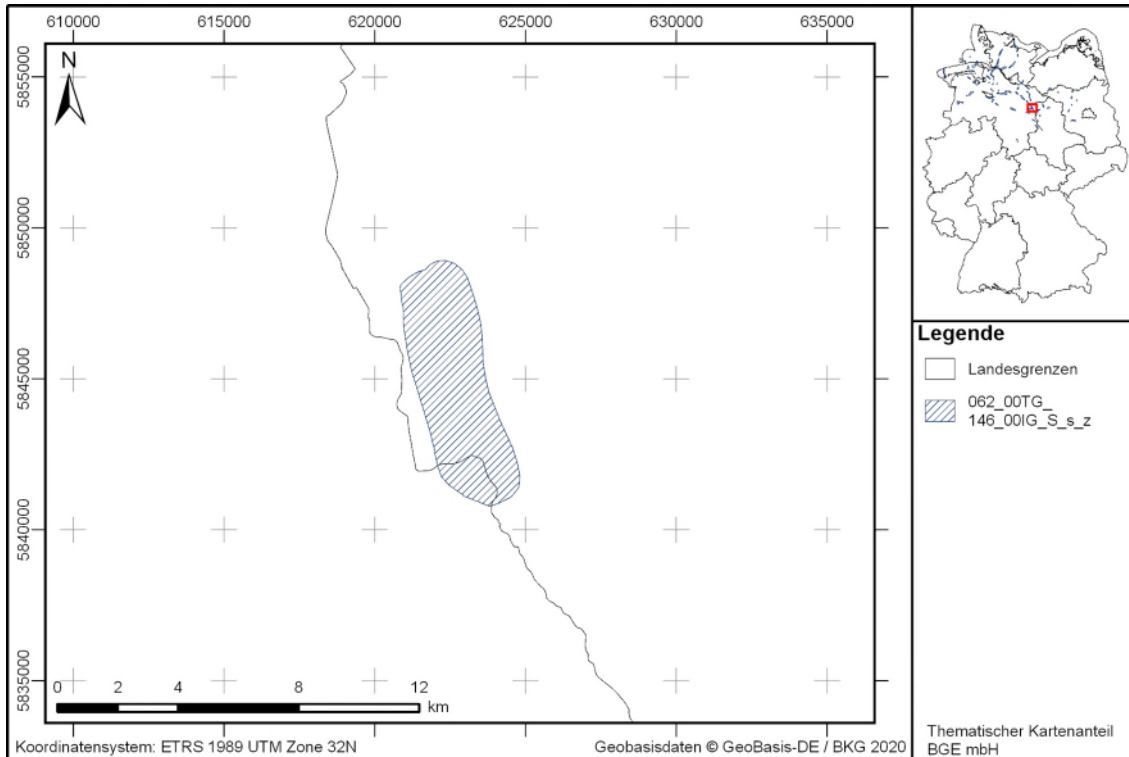 610000 615000 620000 625000 630000 635000
5855000
5850000
5845000
5840000
5835000
N
0 2 4 8 12
km
Koordinatensystem: ETRS 1989 UTM Zone 32N
Geobasisdaten © GeoBasis-DE / BKG 2020
Legende
Landesgrenzen
062_00TG_
146_00IG_S_s_z
Thematischer Kartenanteil
BGE mbH